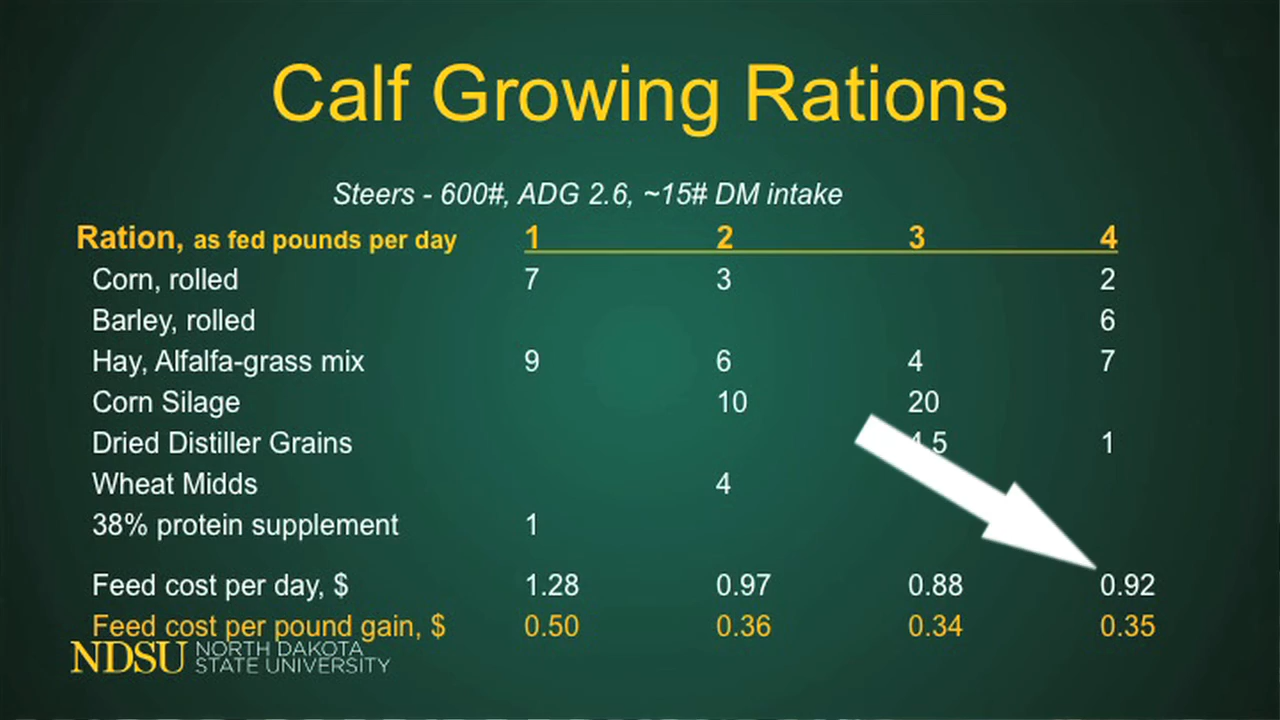 Calf Growing Rations
Steers - 600#, ADG 2.6, ~15# DM intake
Ration, as fed pounds per day 1 2 3 4
Corn, rolled 7 3 2
Barley, rolled 6
Hay, Alfalfa-grass mix 9 6 4 7
Corn Silage 10 20
Dried Distiller Grains 4.5 1
Wheat Midds 4
38% protein supplement 1
Feed cost per day, $ 1.28 0.97 0.88 0.92
Feed cost per pound gain, $ 0.50 0.36 0.34 0.35
NDSU NORTH DAKOTA
STATE UNIVERSITY